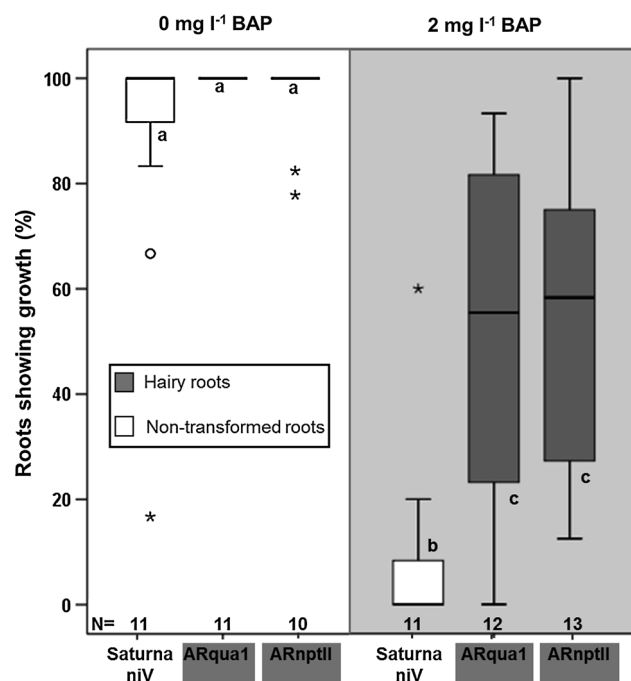 0 mg l⁻¹ BAP 2 mg l⁻¹ BAP
Roots showing growth (%)
100
80
60
40
20
0
a
a
a
b
c
c
Hairy roots
Non-transformed roots
N= 11 11 10 11 12 13
Saturna niV ARqua1 ARnptII Saturna niV ARqua1 ARnptII